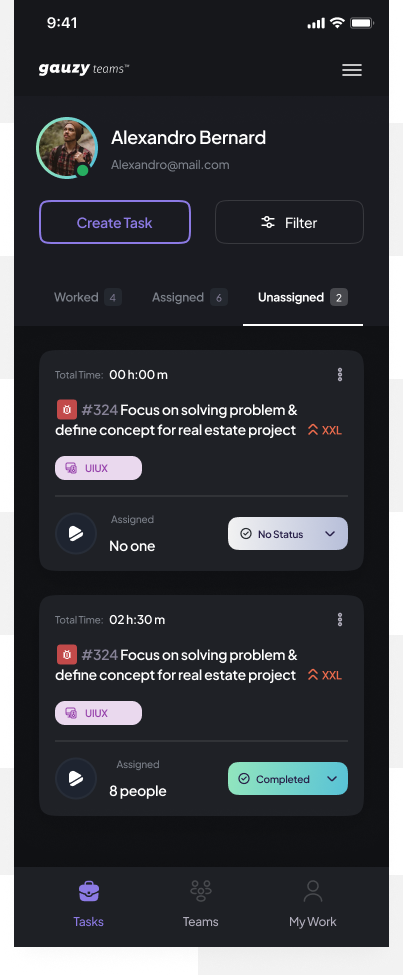 9:41
gauzy teams™
Alexandro Bernard
Alexandro@mail.com
Create Task
Filter
Worked 4 Assigned 6 Unassigned 2
Total Time: 00 h:00 m
#324 Focus on solving problem &
define concept for real estate project XXL
UIUX
Assigned
No one
No Status
Total Time: 02 h:30 m
#324 Focus on solving problem &
define concept for real estate project XXL
UIUX
Assigned
8 people
Completed
Tasks Teams My Work